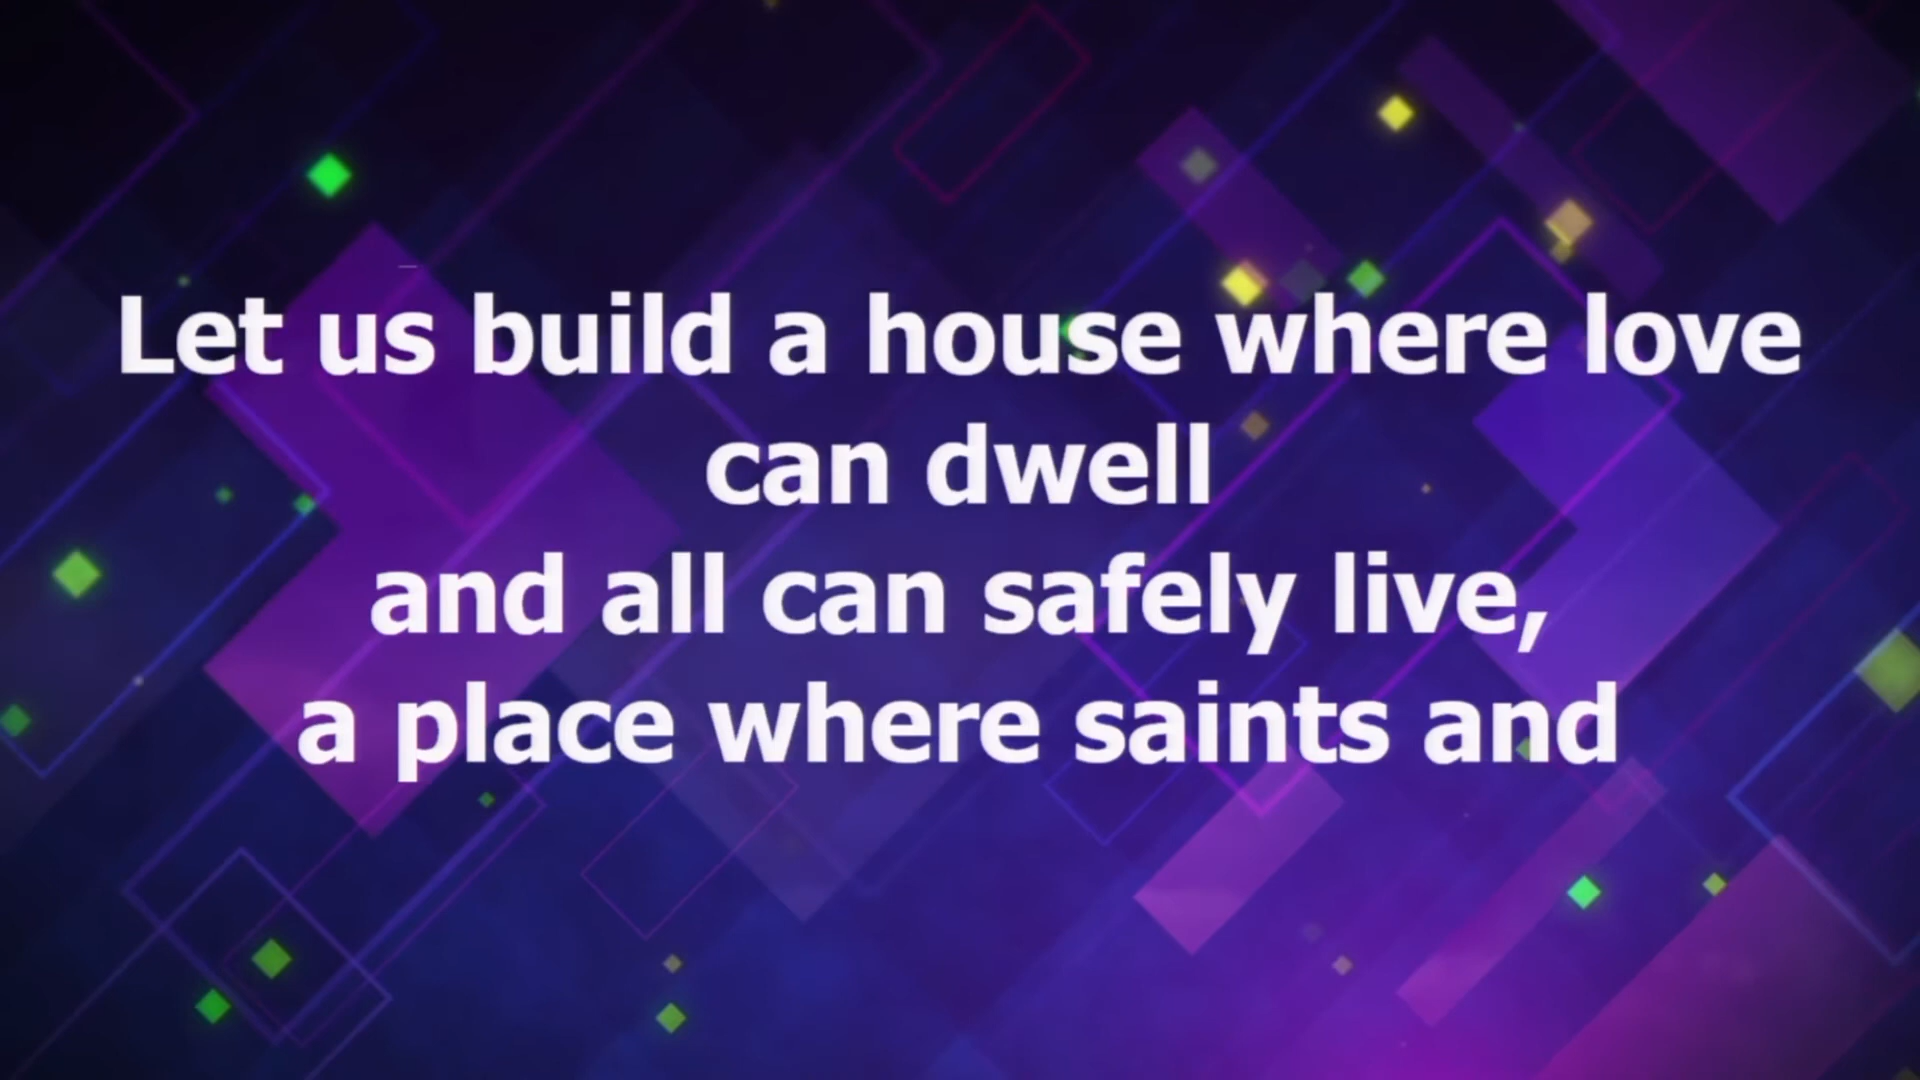 Let us build a house where love
can dwell
and all can safely live,
a place where saints and